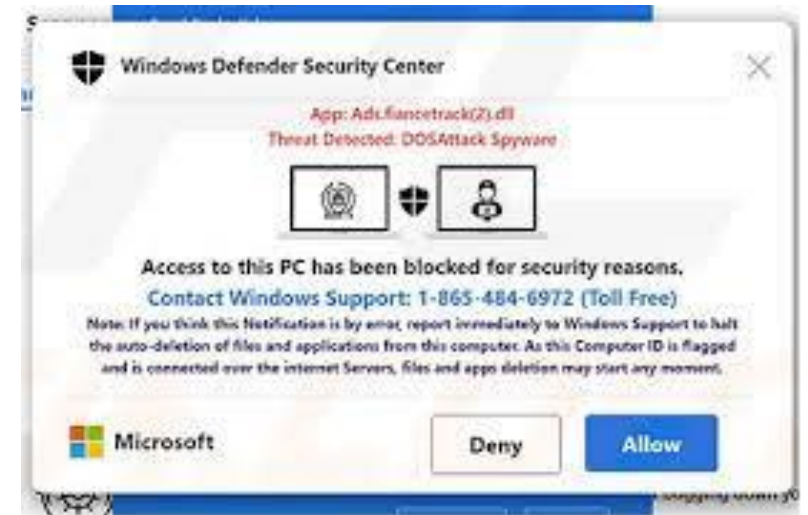 Windows Defender Security Center
App: Ads.fiancetrack(2).dll
Threat Detected: DOSAttack Spyware
Access to this PC has been blocked for security reasons.
Contact Windows Support: 1-865-484-6972 (Toll Free)
Note: If you think this Notification is by error, report immediately to Windows Support to halt
the auto-deletion of files and applications from this computer. As this Computer ID is flagged
and is connected over the internet Servers, files and apps deletion may start any moment.
Microsoft
Deny
Allow